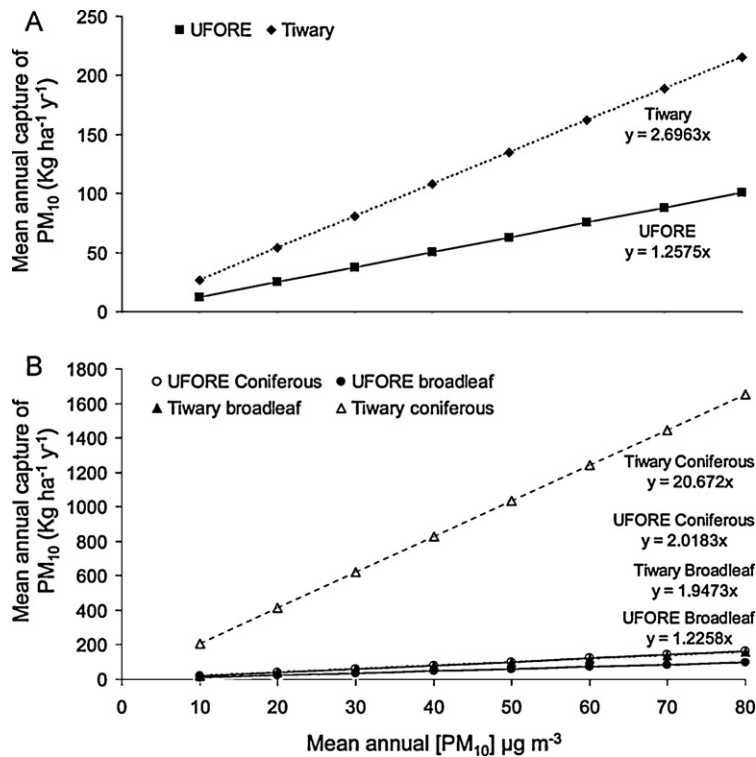 A
UFORE Tiwary
Mean annual capture of
PM₁₀ (Kg ha⁻¹ y⁻¹)
250
200
150
100
50
0
Tiwary
y = 2.6963x
UFORE
y = 1.2575x
B
UFORE Coniferous UFORE broadleaf
Tiwary broadleaf Tiwary coniferous
Mean annual capture of
PM₁₀ (Kg ha⁻¹ y⁻¹)
1800
1600
1400
1200
1000
800
600
400
200
0
Tiwary Coniferous
y = 20.672x
UFORE Coniferous
y = 2.0183x
Tiwary Broadleaf
y = 1.9473x
UFORE Broadleaf
y = 1.2258x
0 10 20 30 40 50 60 70 80
Mean annual [PM₁₀] µg m⁻³